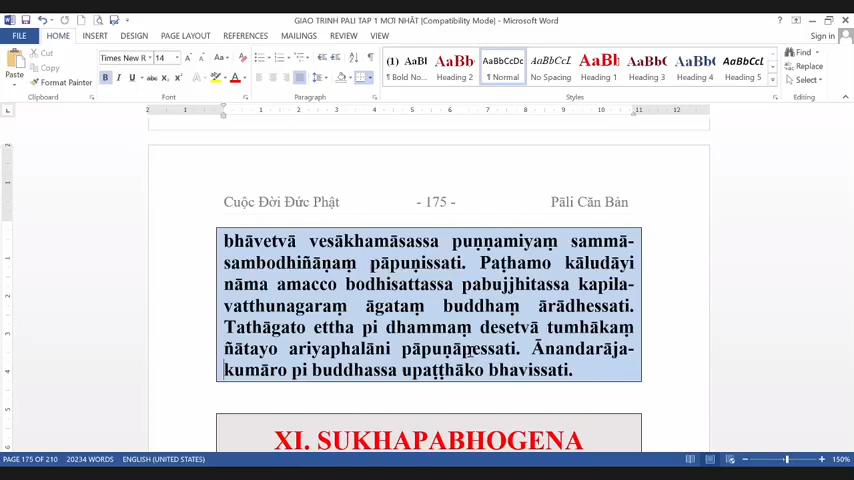 GIAO TRINH PALI TAP 1 MƠI NHẤT [Compatibility Mode] - Microsoft Word
Sign in
FILE HOME INSERT DESIGN PAGE LAYOUT REFERENCES MAILINGS REVIEW VIEW
Cut
Copy
Paste
Format Painter
Clipboard
Times New R
14
Font
Paragraph
(1) AaBl AaBb AaBbCcDc AaBbCcL AaBl AaBbC AaBbC AaBbCcL
¶ Bold No... Heading 2 ¶ Normal No Spacing Heading 1 Heading 3 Heading 4 Heading 5
Styles
Find
Replace
Select
Editing
Cuộc Đời Đức Phật - 175 - Pāli Căn Bản
bhāvetvā vesākhamāsassa puṇṇamiyaṃ sammā-
sambodhiñāṇaṃ pāpuṇissati. Paṭhamo kāludāyi
nāma amacco bodhisattassa pabujjhitassa kapila-
vatthunagaraṃ āgataṃ buddhaṃ ārādhessati.
Tathāgato ettha pi dhammaṃ desetvā tumhākaṃ
ñātayo ariyaphalāni pāpuṇāpessati. Ānandarāja-
kumāro pi buddhassa upaṭṭhāko bhavissati.
XI. SUKHAPABHOGENA
PAGE 175 OF 210 20234 WORDS ENGLISH (UNITED STATES) 150%